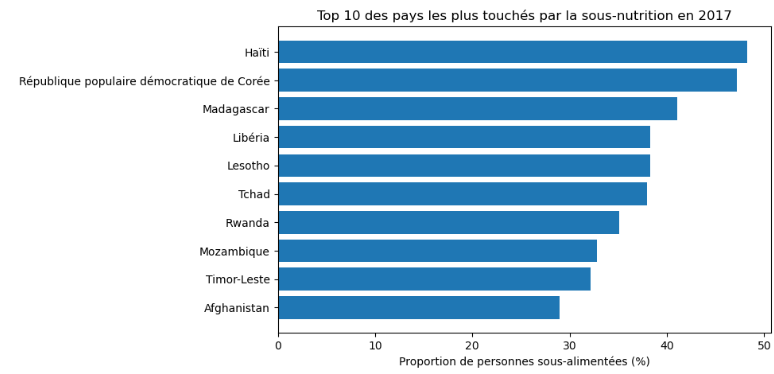 Top 10 des pays les plus touchés par la sous-nutrition en 2017
Haïti
République populaire démocratique de Corée
Madagascar
Libéria
Lesotho
Tchad
Rwanda
Mozambique
Timor-Leste
Afghanistan
0 10 20 30 40 50
Proportion de personnes sous-alimentées (%)